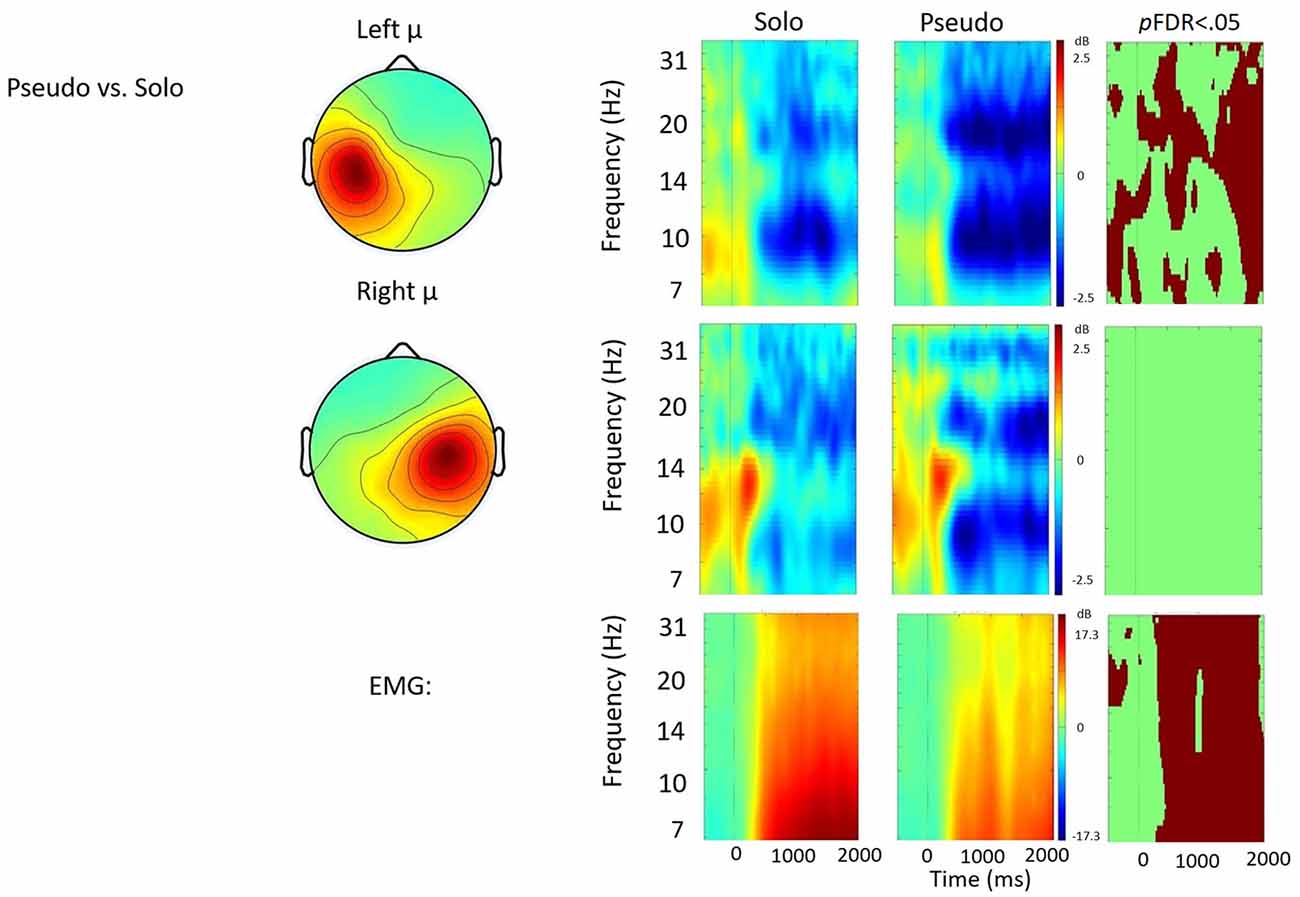 Left μ
Solo
Pseudo
pFDR<.05
Pseudo vs. Solo
Frequency (Hz)
31
20
14
10
7
dB
2.5
0
-2.5
Right μ
Frequency (Hz)
31
20
14
10
7
dB
2.5
0
-2.5
EMG:
Frequency (Hz)
31
20
14
10
7
dB
17.3
0
-17.3
0 1000 2000
0 1000 2000
0 1000 2000
Time (ms)